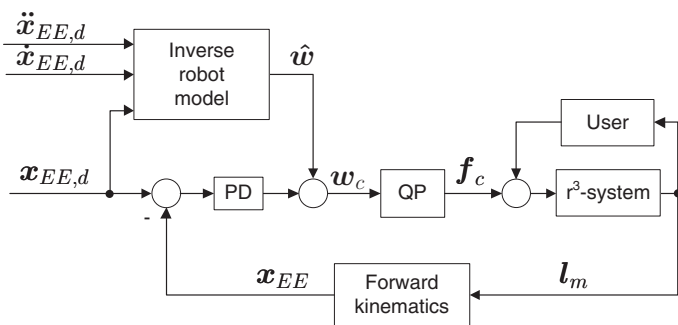 ẍ_EE,d
ẋ_EE,d
Inverse
robot
model
ŵ
User
x_EE,d
-
PD
w_c
QP
f_c
r³-system
x_EE
Forward
kinematics
l_m